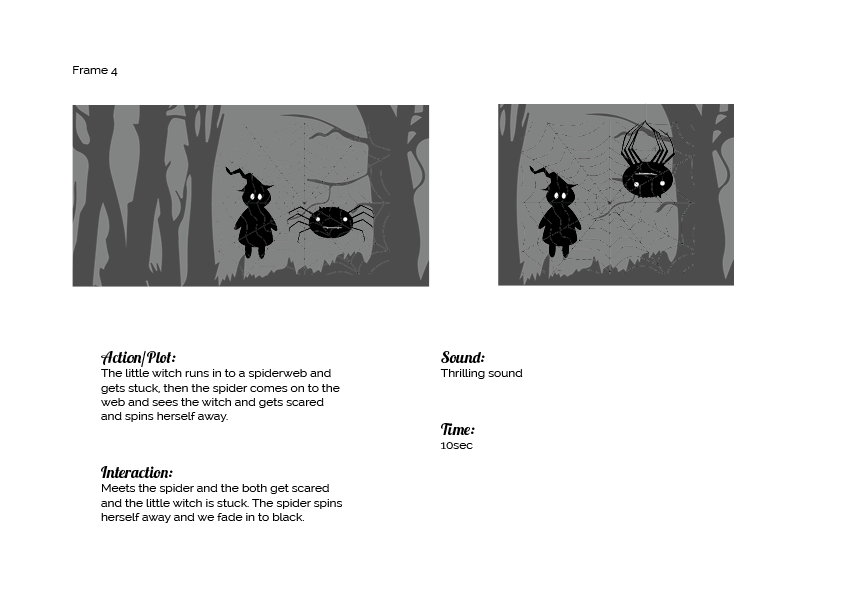 Frame 4
Action/Plot:
The little witch runs in to a spiderweb and
gets stuck, then the spider comes on to the
web and sees the witch and gets scared
and spins herself away.
Interaction:
Meets the spider and the both get scared
and the little witch is stuck. The spider spins
herself away and we fade in to black.
Sound:
Thrilling sound
Time:
10sec